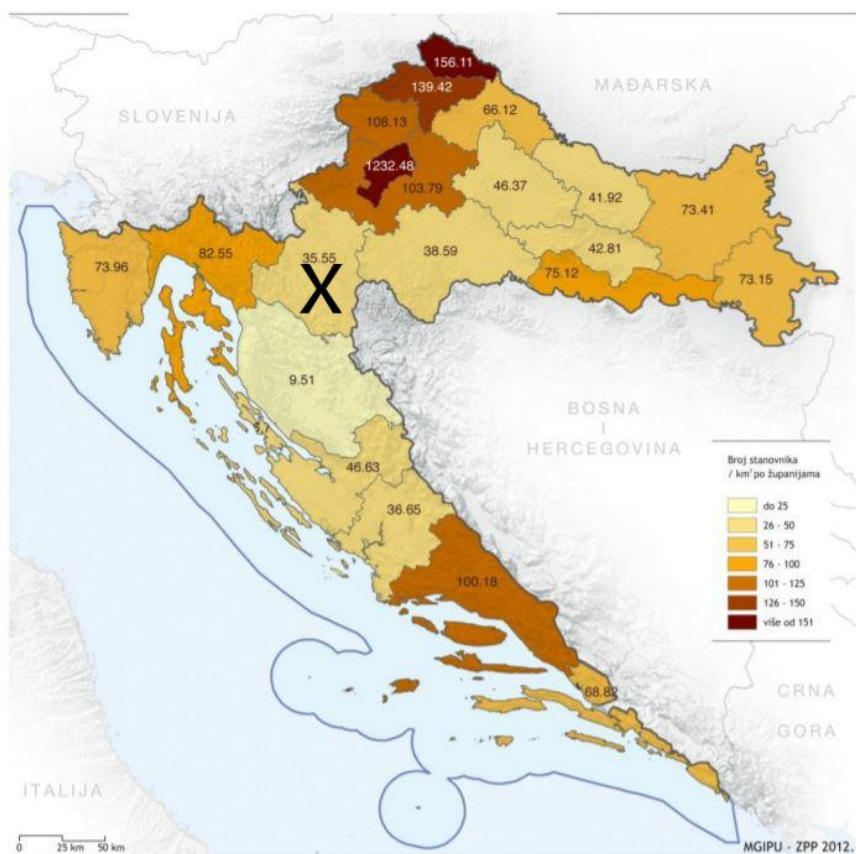 156.11
139.42
MAĐARSKA
SLOVENIJA
66.12
108.13
1232.48
103.79
46.37
41.92
73.41
82.55
73.96
35.55
X
38.59
42.81
75.12
73.15
9.51
BOSNA
I
HERCEGOVINA
46.63
36.65
100.18
68.82
Broj stanovnika
/ km² po županijama
do 25
26 - 50
51 - 75
76 - 100
101 - 125
126 - 150
više od 151
CRNA
GORA
ITALIJA
0 25 km 50 km
MGIPU - ZPP 2012.